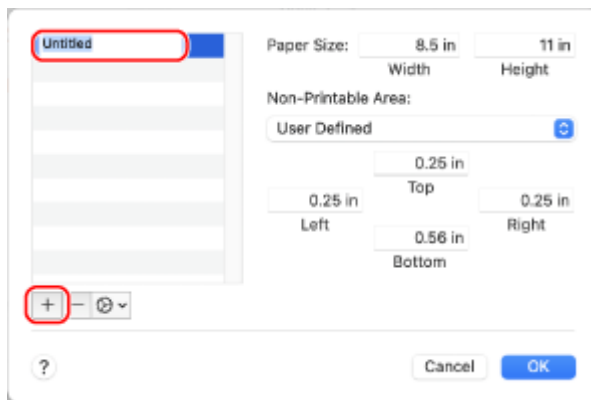 Untitled
Paper Size: 8.5 in 11 in
Width Height
Non-Printable Area:
User Defined
0.25 in
Top
0.25 in 0.25 in
Left Right
0.56 in
Bottom
+ −
? Cancel OK